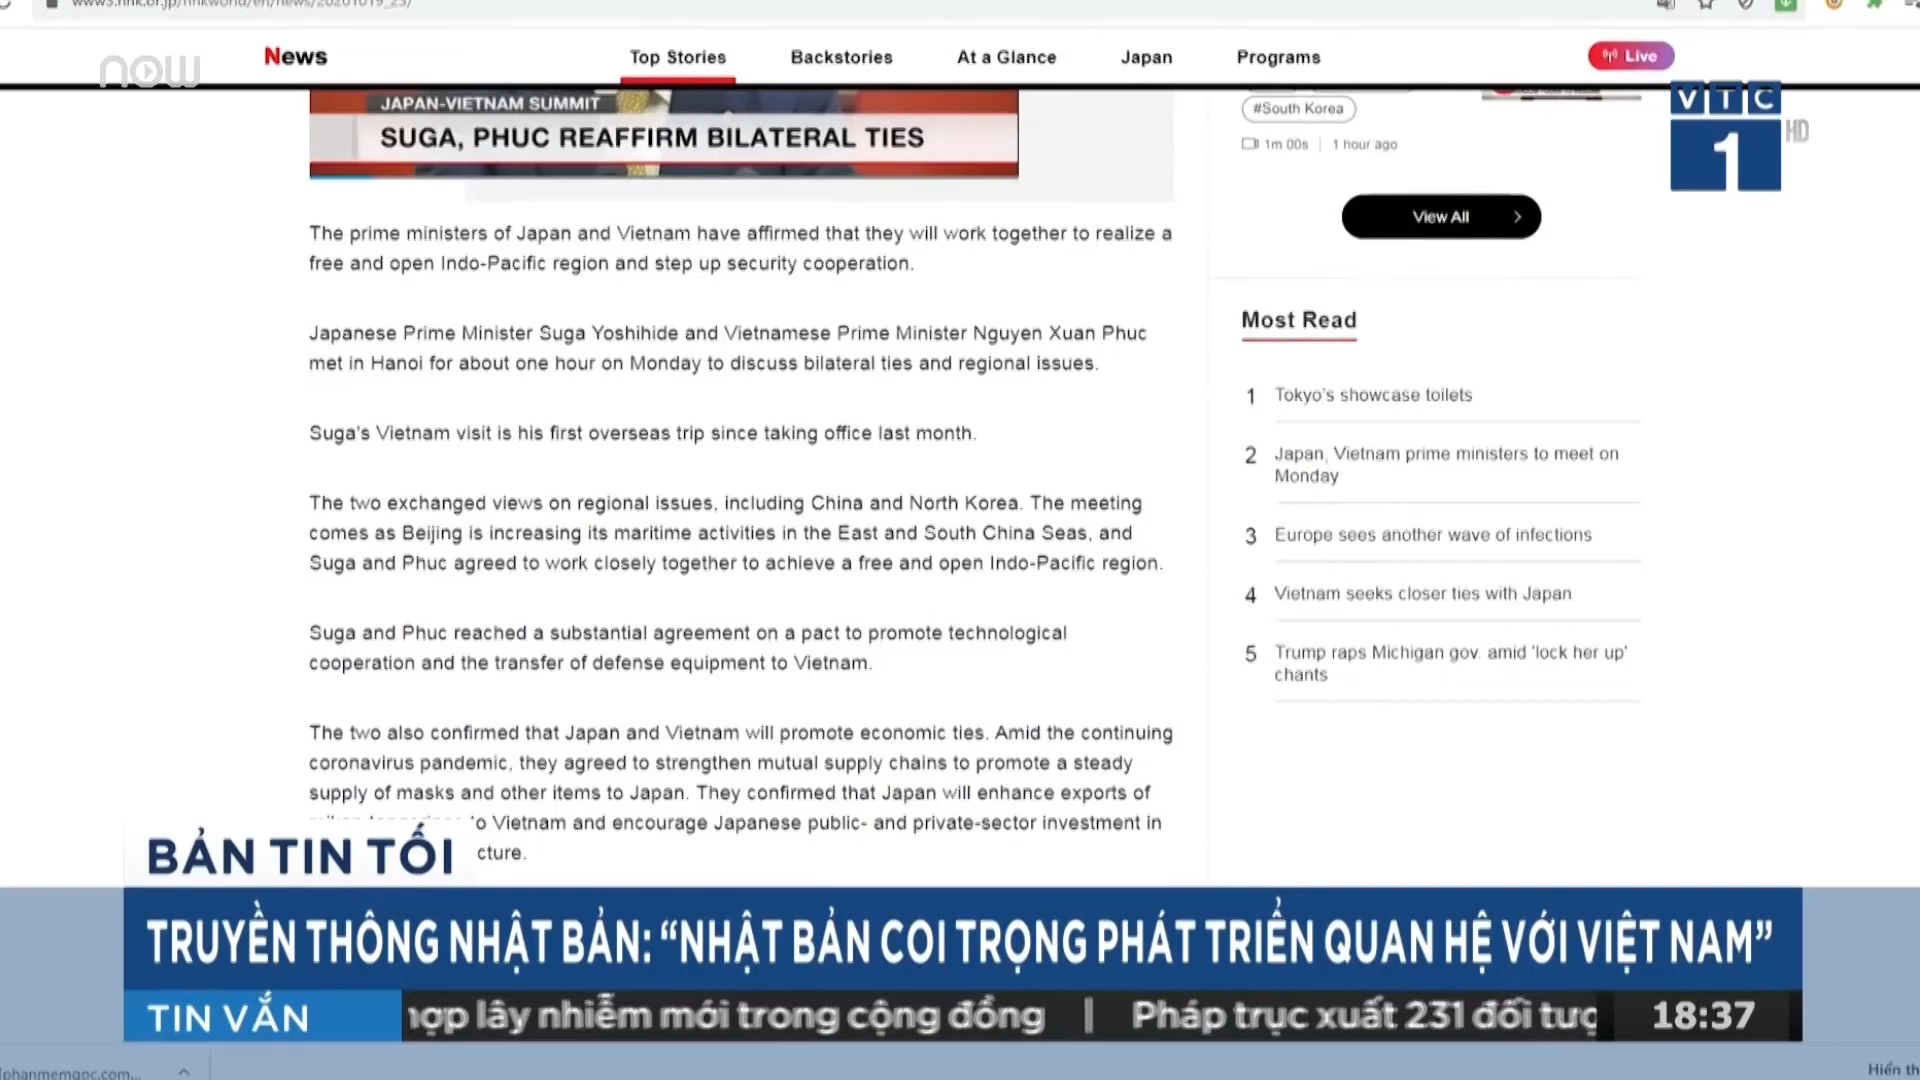 News
Top Stories
Backstories
At a Glance
Japan
Programs
Live
now
VTC
1
HD
JAPAN-VIETNAM SUMMIT
SUGA, PHUC REAFFIRM BILATERAL TIES
#South Korea
1m 00s | 1 hour ago
View All
The prime ministers of Japan and Vietnam have affirmed that they will work together to realize a
free and open Indo-Pacific region and step up security cooperation.
Japanese Prime Minister Suga Yoshihide and Vietnamese Prime Minister Nguyen Xuan Phuc
met in Hanoi for about one hour on Monday to discuss bilateral ties and regional issues.
Suga's Vietnam visit is his first overseas trip since taking office last month.
The two exchanged views on regional issues, including China and North Korea. The meeting
comes as Beijing is increasing its maritime activities in the East and South China Seas, and
Suga and Phuc agreed to work closely together to achieve a free and open Indo-Pacific region.
Suga and Phuc reached a substantial agreement on a pact to promote technological
cooperation and the transfer of defense equipment to Vietnam.
The two also confirmed that Japan and Vietnam will promote economic ties. Amid the continuing
coronavirus pandemic, they agreed to strengthen mutual supply chains to promote a steady
supply of masks and other items to Japan. They confirmed that Japan will enhance exports of
to Vietnam and encourage Japanese public- and private-sector investment in
cture.
Most Read
1 Tokyo's showcase toilets
2 Japan, Vietnam prime ministers to meet on
Monday
3 Europe sees another wave of infections
4 Vietnam seeks closer ties with Japan
5 Trump raps Michigan gov. amid 'lock her up'
chants
BẢN TIN TỐI
TRUYỀN THÔNG NHẬT BẢN: “NHẬT BẢN COI TRỌNG PHÁT TRIỂN QUAN HỆ VỚI VIỆT NAM”
TIN VẮN
hợp lây nhiễm mới trong cộng đồng | Pháp trục xuất 231 đối tượ
18:37
Hiển th